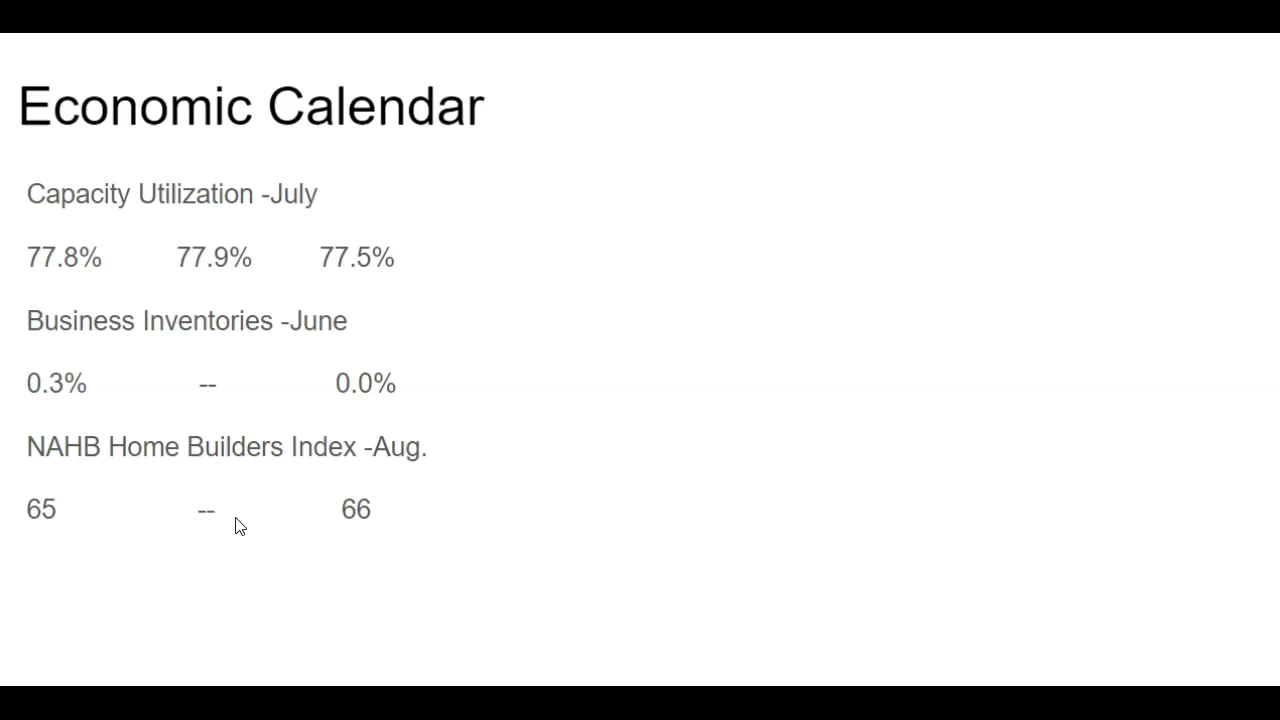 Economic Calendar
Capacity Utilization -July
77.8% 77.9% 77.5%
Business Inventories -June
0.3% -- 0.0%
NAHB Home Builders Index -Aug.
65 -- 66